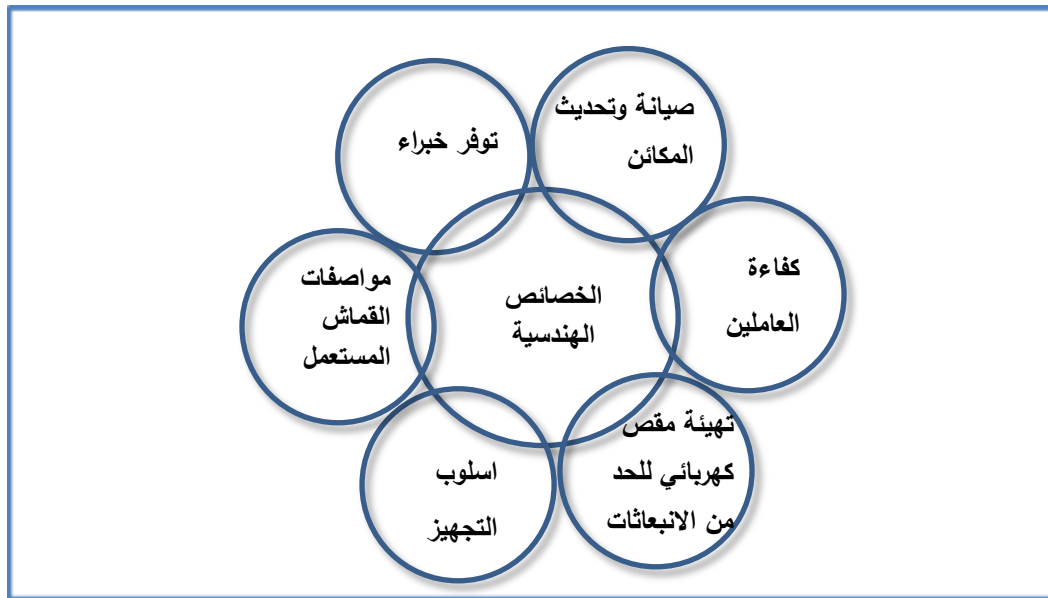 صيانة وتحديث
المكائن
توفر خبراء
كفاءة
العاملين
الخصائص
الهندسية
مواصفات
القماش
المستعمل
تهيئة مقص
كهربائي للحد
من الانبعاثات
اسلوب
التجهيز